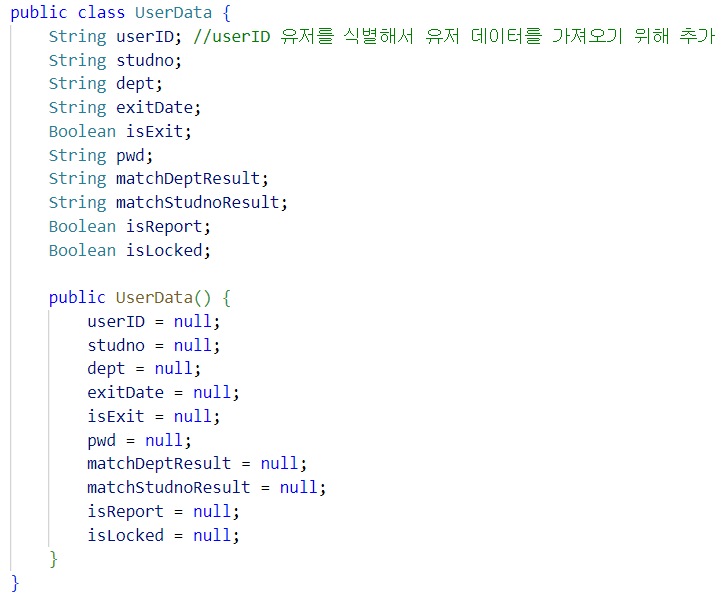 public class UserData {
    String userID; //userID 유저를 식별해서 유저 데이터를 가져오기 위해 추가
    String studno;
    String dept;
    String exitDate;
    Boolean isExit;
    String pwd;
    String matchDeptResult;
    String matchStudnoResult;
    Boolean isReport;
    Boolean isLocked;

    public UserData() {
        userID = null;
        studno = null;
        dept = null;
        exitDate = null;
        isExit = null;
        pwd = null;
        matchDeptResult = null;
        matchStudnoResult = null;
        isReport = null;
        isLocked = null;
    }
}